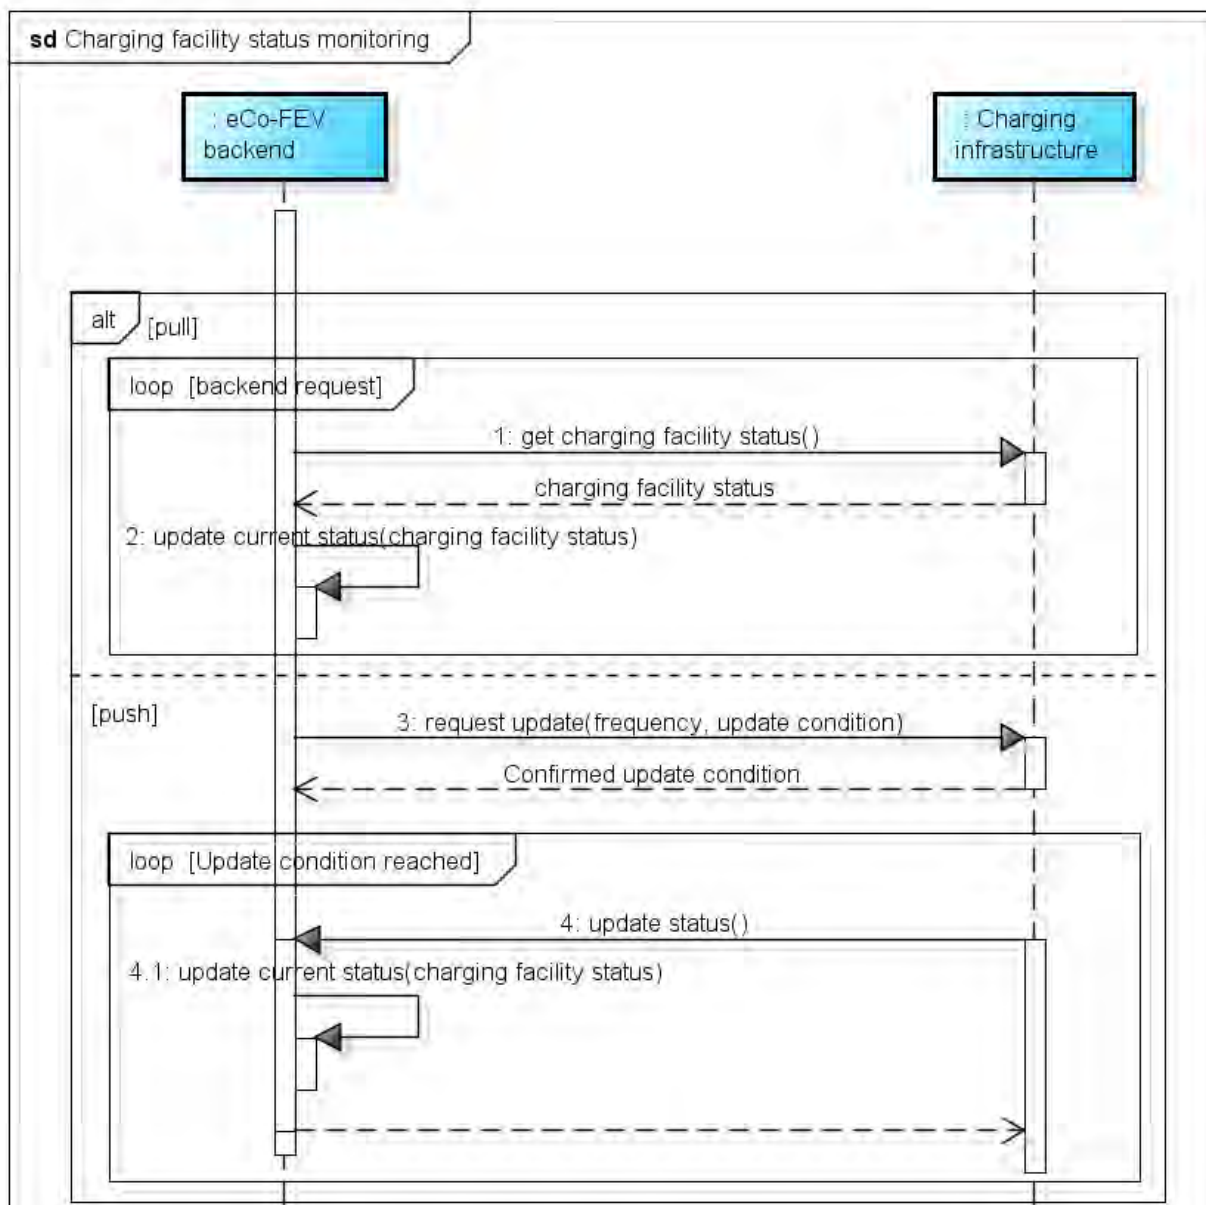 sd Charging facility status monitoring
: eCo-FEV
backend
: Charging
infrastructure
alt
[pull]
loop [backend request]
1: get charging facility status()
charging facility status
2: update current status(charging facility status)
[push]
3: request update(frequency, update condition)
Confirmed update condition
loop [Update condition reached]
4: update status()
4.1: update current status(charging facility status)